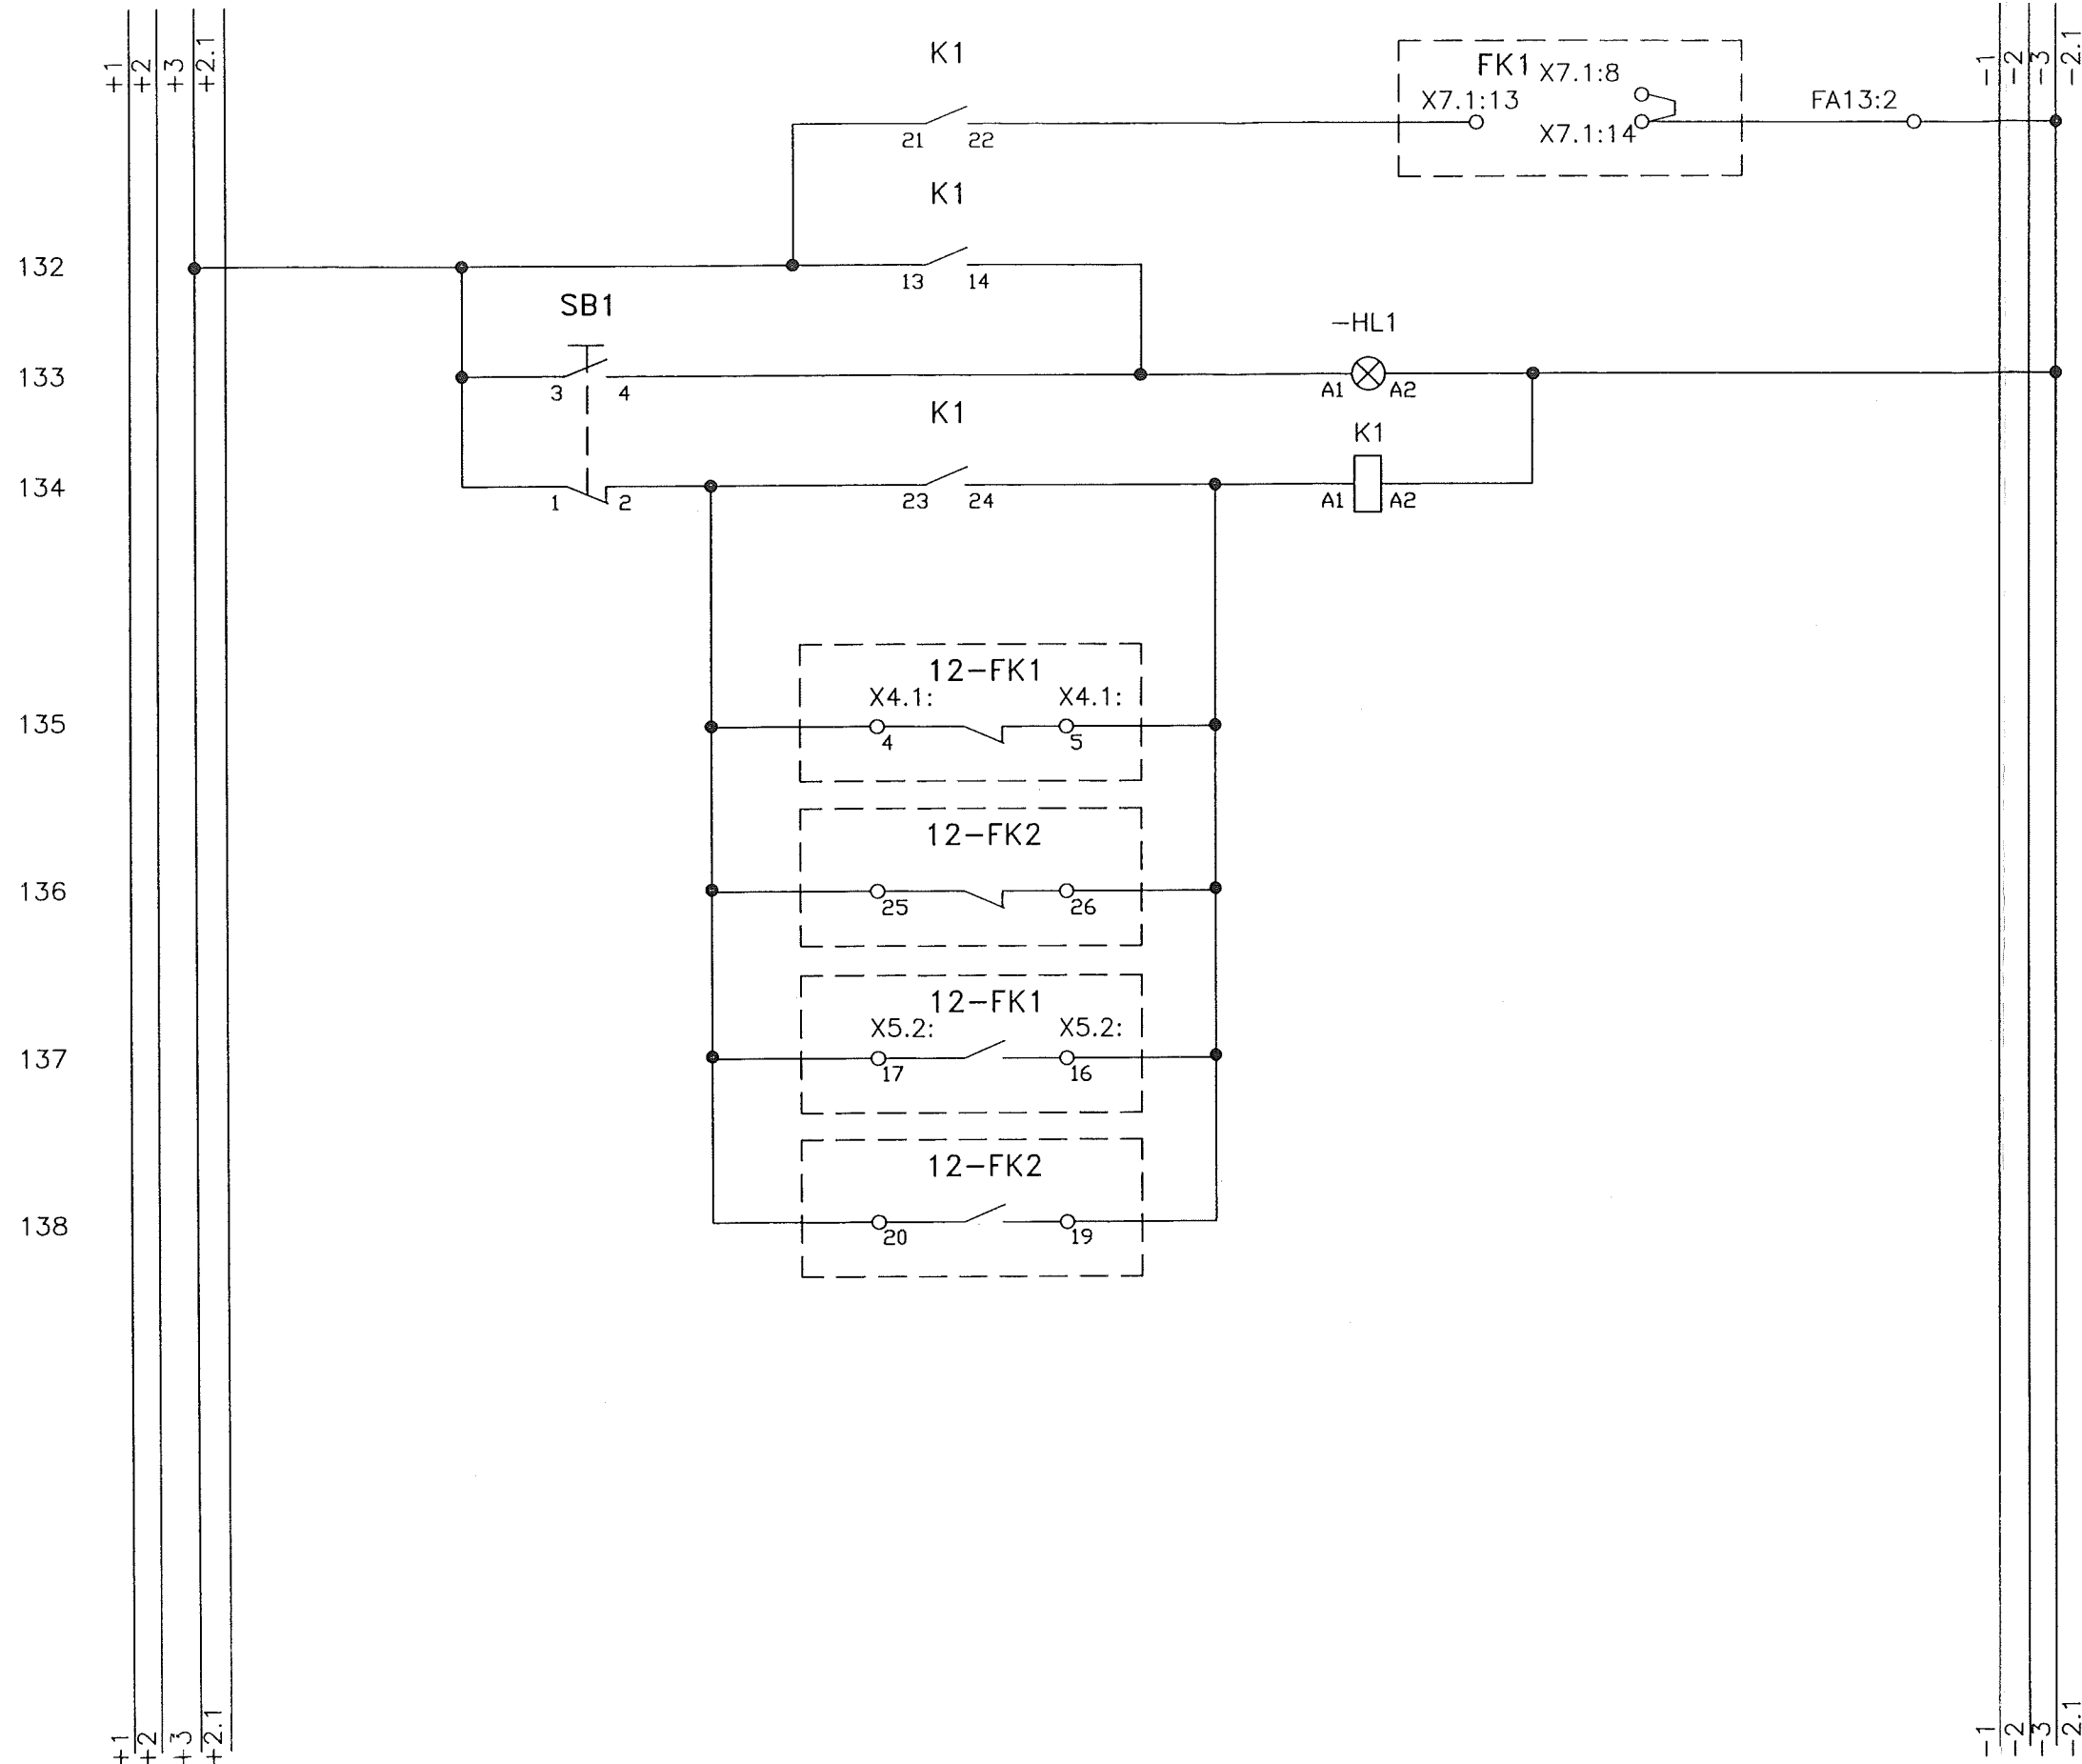 +1 +2 +3 +2.1
-1 -2 -3 -2.1
K1
FK1 X7.1:8
X7.1:13
FA13:2
X7.1:14
21 22
K1
132
13 14
SB1
-HL1
133
3 4
A1 A2
K1
K1
134
1 2
23 24
A1 A2
12-FK1
X4.1: X4.1:
135
4 5
12-FK2
136
25 26
12-FK1
X5.2: X5.2:
137
17 16
12-FK2
138
20 19
+1 +2 +3 +2.1
-1 -2 -3 -2.1